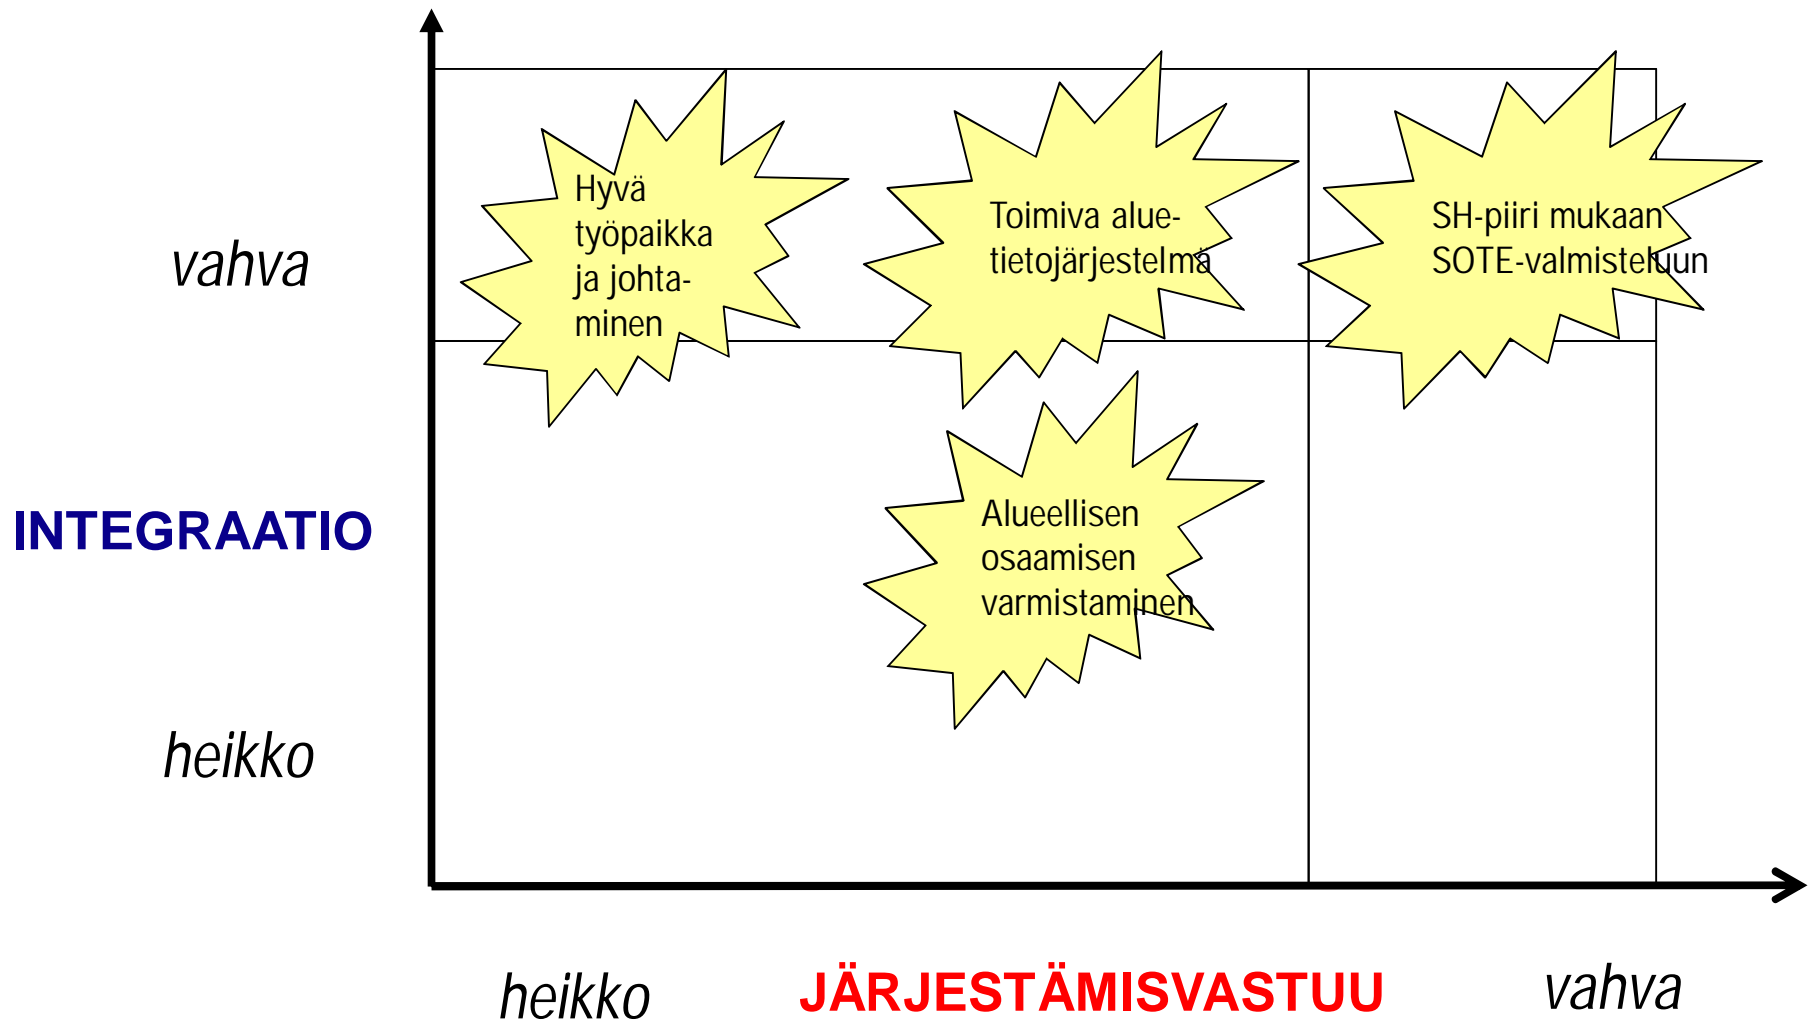 Hyvä
työpaikka
ja johta-
minen
Toimiva alue-
tietojärjestelmä
SH-piiri mukaan
SOTE-valmisteluun
vahva
Alueellisen
osaamisen
varmistaminen
INTEGRAATIO
heikko
heikko
JÄRJESTÄMISVASTUU
vahva